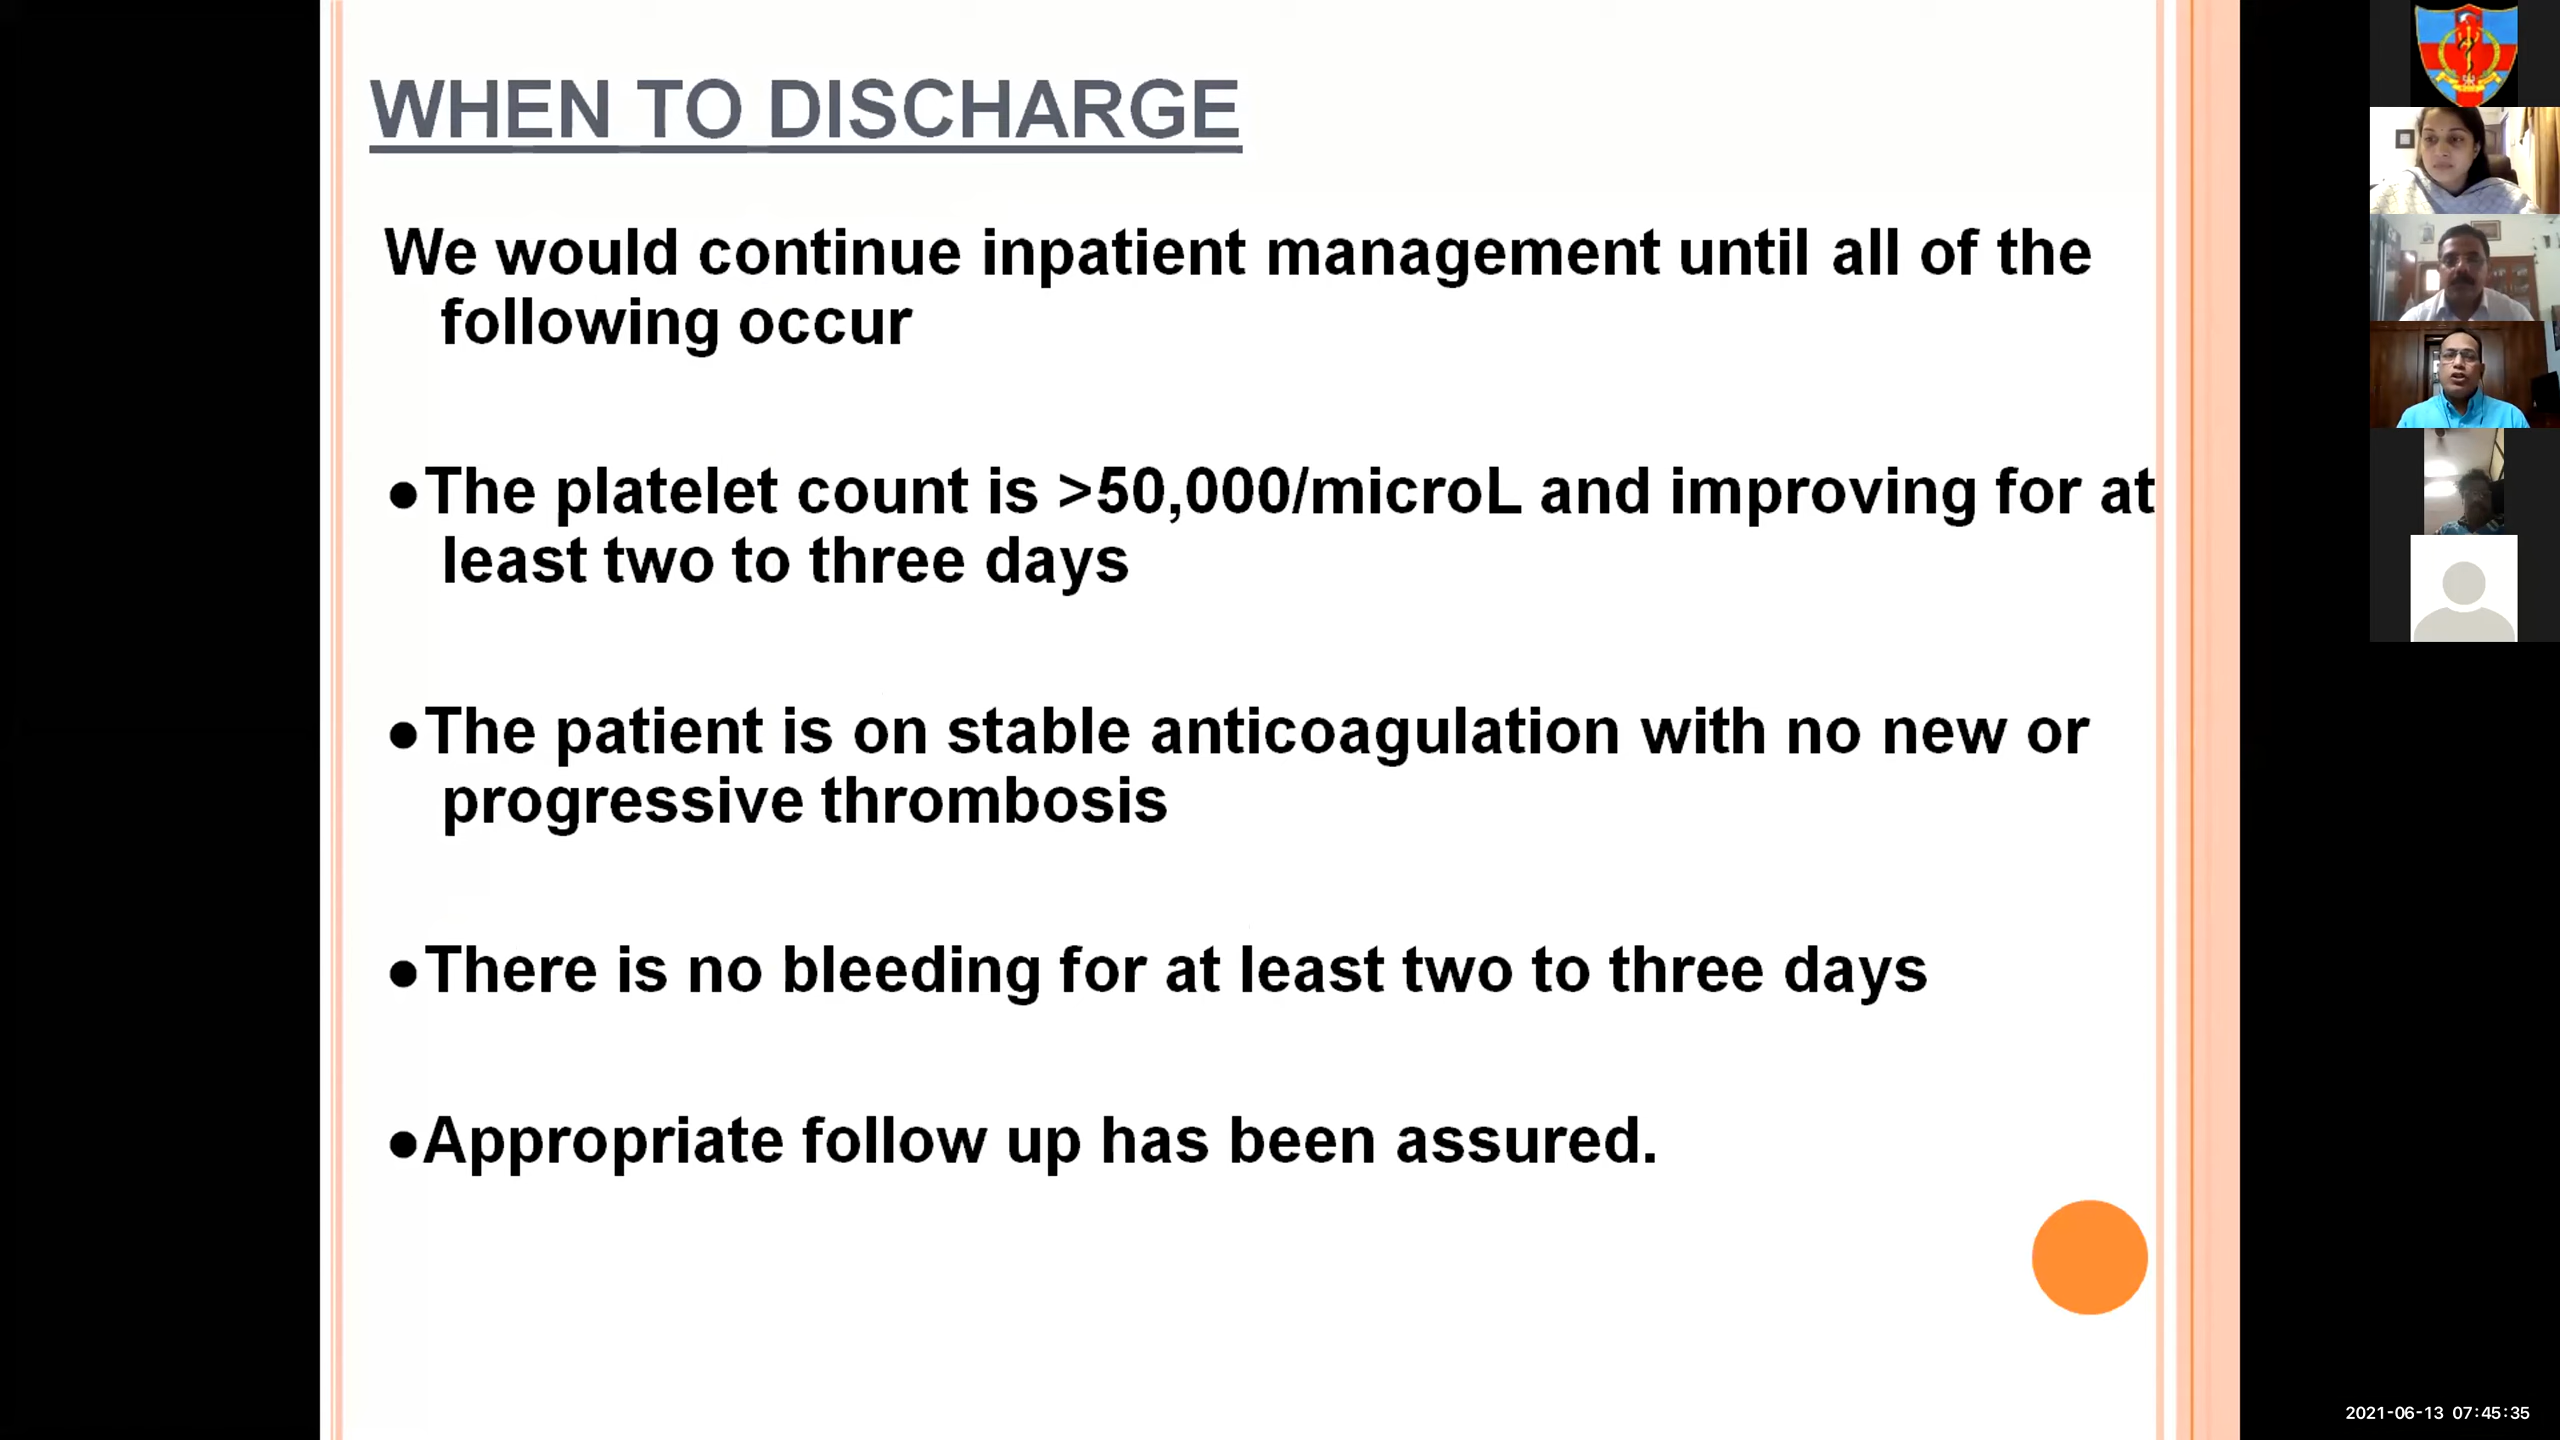 WHEN TO DISCHARGE
We would continue inpatient management until all of the
following occur
●The platelet count is >50,000/microL and improving for at
least two to three days
●The patient is on stable anticoagulation with no new or
progressive thrombosis
●There is no bleeding for at least two to three days
●Appropriate follow up has been assured.
2021-06-13 07:45:35